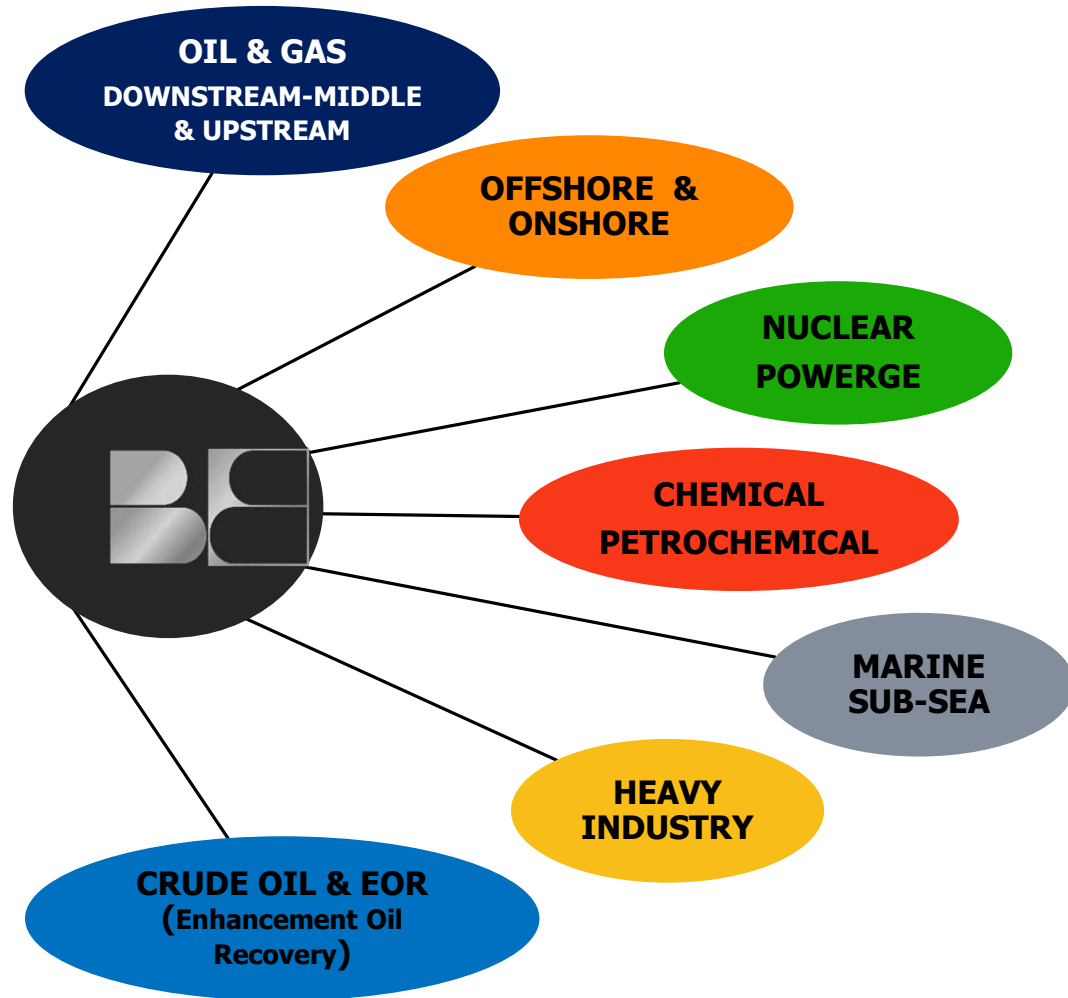 OIL & GAS
DOWNSTREAM-MIDDLE
& UPSTREAM
OFFSHORE &
ONSHORE
NUCLEAR
POWERGE
BE
CHEMICAL
PETROCHEMICAL
MARINE
SUB-SEA
HEAVY
INDUSTRY
CRUDE OIL & EOR
(Enhancement Oil
Recovery)